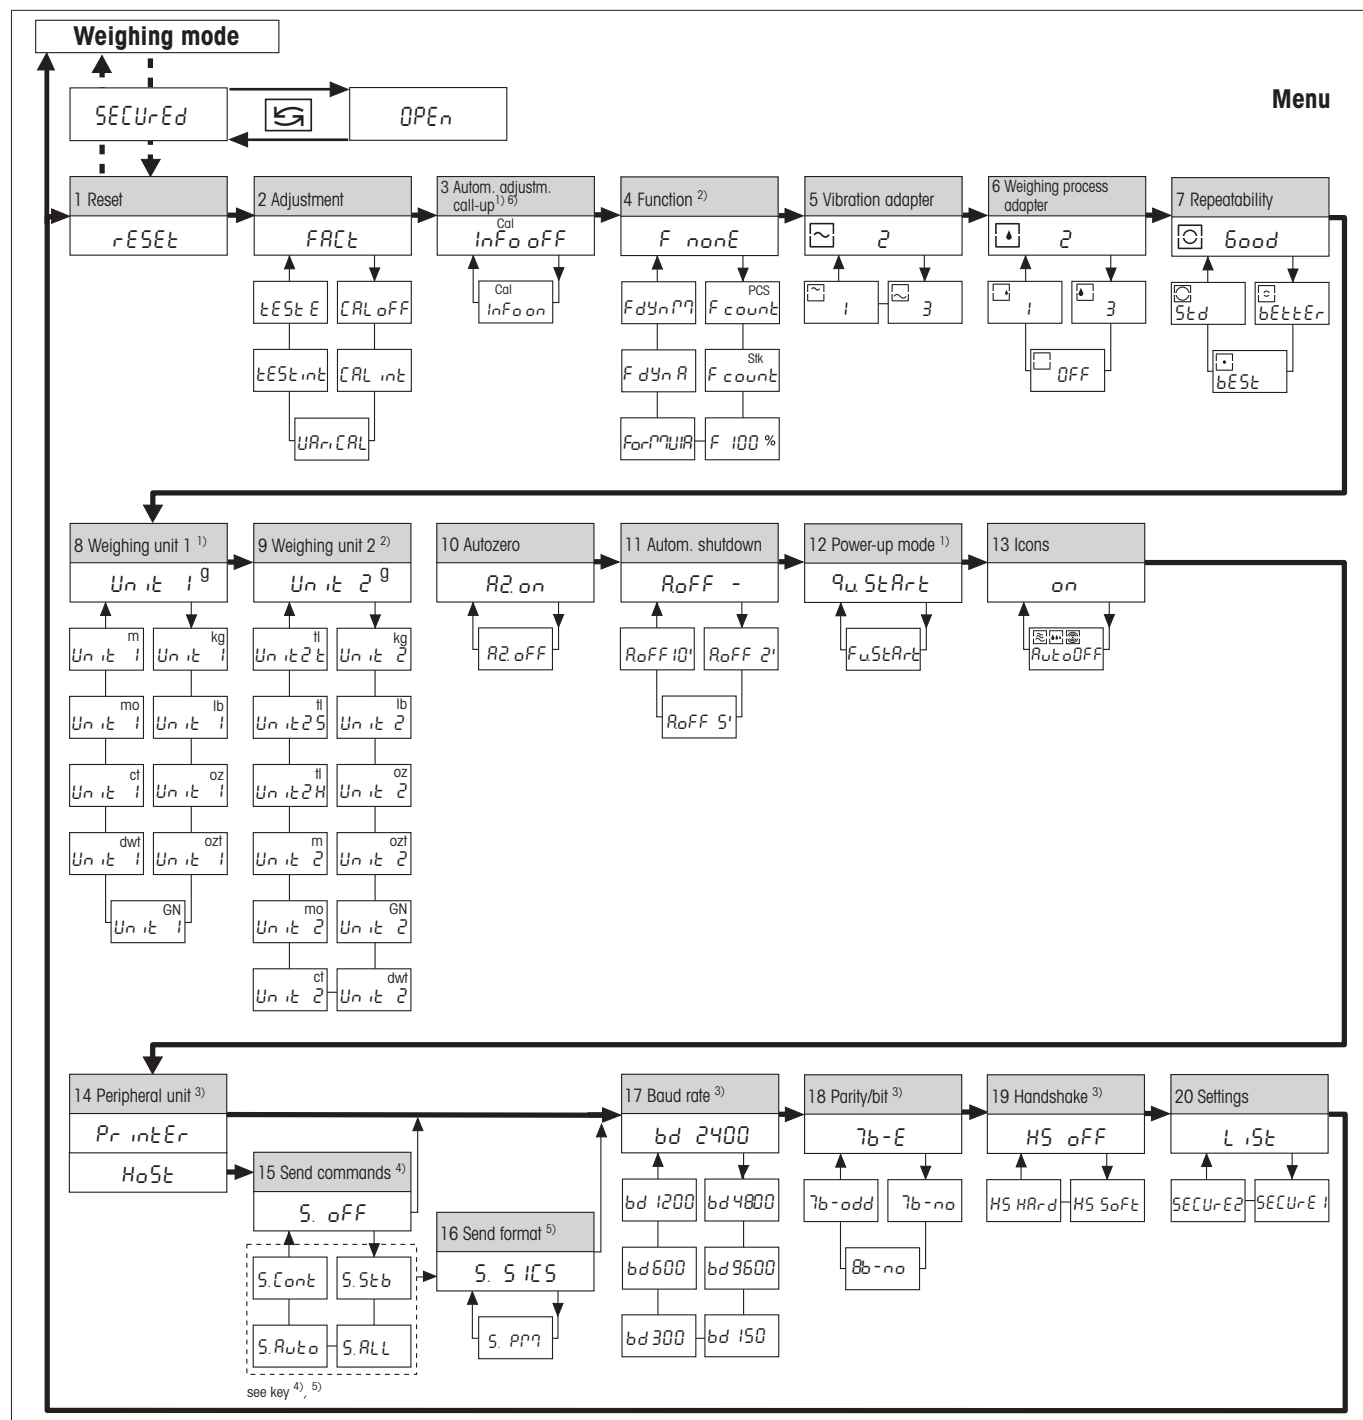 Weighing mode
Menu
SECUrEd
OPEn
1 Reset
rESEt
2 Adjustment
FACt
tESt E
CAL oFF
tESt int
CAL int
VAri CAL
3 Autom. adjustm.
call-up 1) 6)
Cal
InFo oFF
Cal
InFo on
4 Function 2)
F nonE
F dYn M
PCS
F count
F dYn A
Stk
F count
ForMULA
F 100 %
5 Vibration adapter
2
1
3
6 Weighing process
adapter
2
1
3
OFF
7 Repeatability
Good
Std
bEttEr
bESt
8 Weighing unit 1 1)
Unit 1 g
m
Unit 1
kg
Unit 1
mo
Unit 1
lb
Unit 1
ct
Unit 1
oz
Unit 1
dwt
Unit 1
ozt
Unit 1
GN
Unit 1
9 Weighing unit 2 2)
Unit 2 g
tl
Unit2t
kg
Unit 2
tl
Unit2S
lb
Unit 2
tl
Unit2H
oz
Unit 2
m
Unit 2
ozt
Unit 2
mo
Unit 2
GN
Unit 2
ct
Unit 2
dwt
Unit 2
10 Autozero
AZ. on
AZ. oFF
11 Autom. shutdown
A.oFF -
A.oFF 10'
A.oFF 2'
A.oFF 5'
12 Power-up mode 1)
qu. StArt
Fu.StArt
13 Icons
on
AutoOFF
14 Peripheral unit 3)
PrintEr
HoSt
15 Send commands 4)
S. oFF
S. Cont
S. Stb
S. Auto
S. ALL
see key 4), 5)
16 Send format 5)
S. SICS
S. PM
17 Baud rate 3)
bd 2400
bd 1200
bd 4800
bd 600
bd 9600
bd 300
bd 150
18 Parity/bit 3)
7b-E
7b-odd
7b-no
8b-no
19 Handshake 3)
HS oFF
HS HArd
HS SoFt
20 Settings
LiSt
SECUrE2
SECUrE1